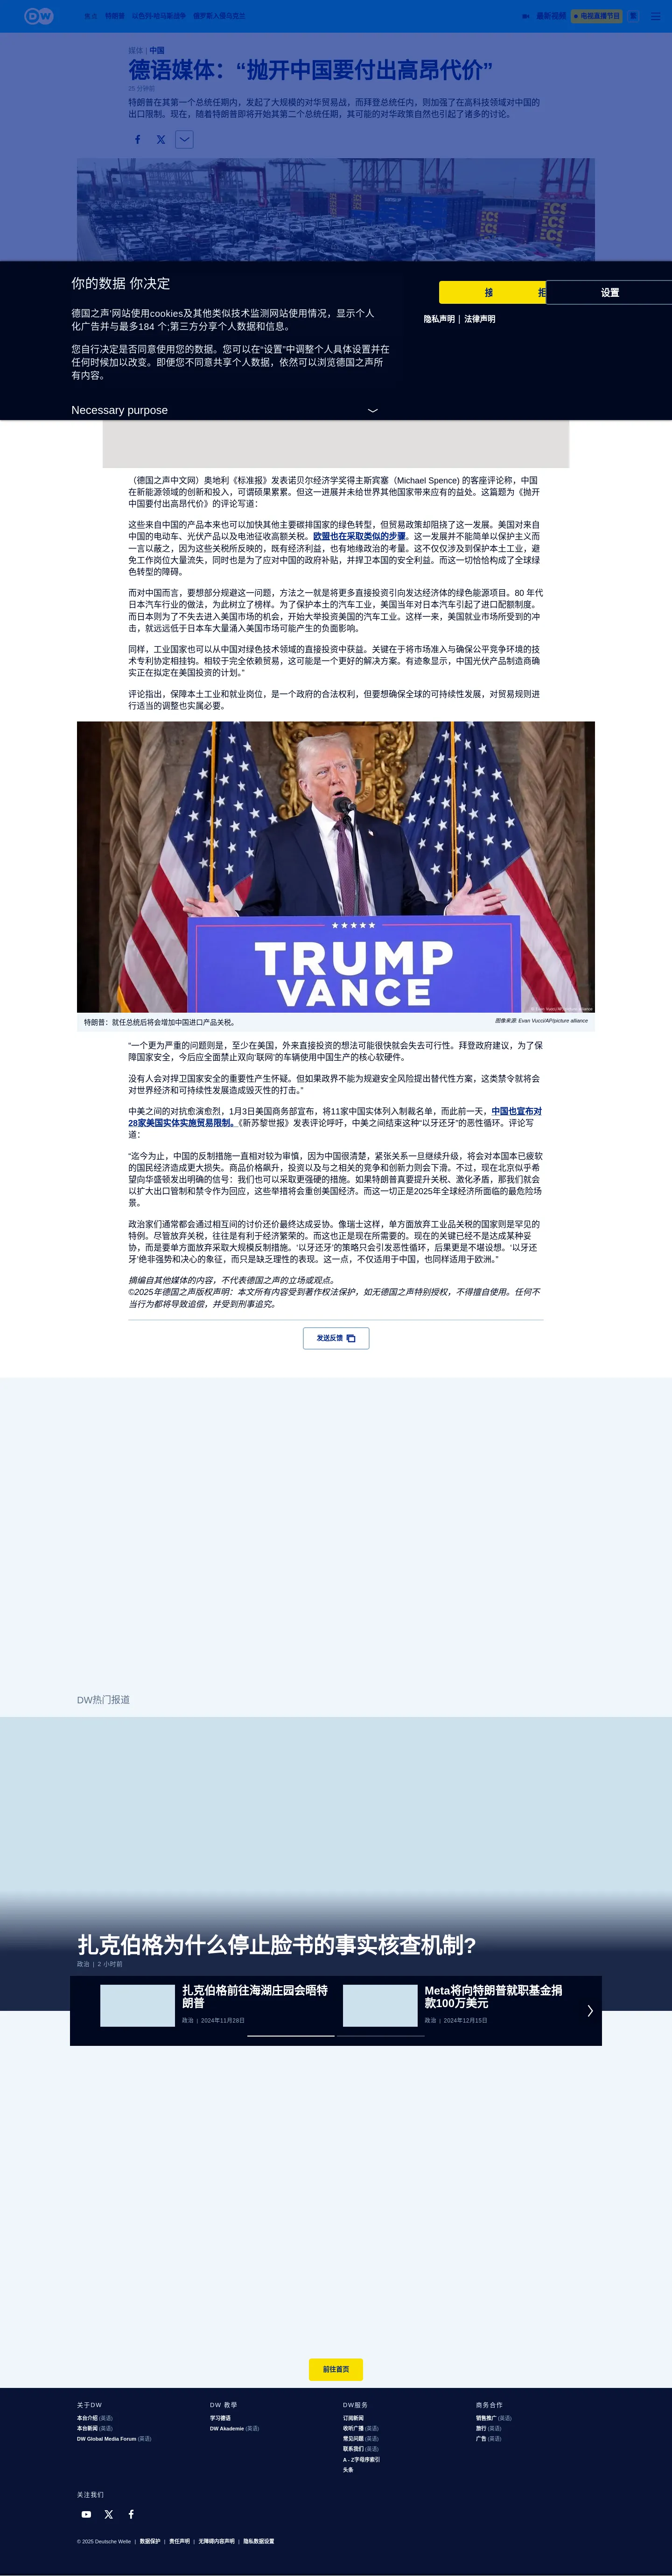 DW
焦点 特朗普 以色列-哈马斯战争 俄罗斯入侵乌克兰
最新视频
电视直播节目
繁
媒体 | 中国
德语媒体：“抛开中国要付出高昂代价”
25 分钟前
特朗普在其第一个总统任期内，发起了大规模的对华贸易战，而拜登总统任内，则加强了在高科技领域对中国的
出口限制。现在，随着特朗普即将开始其第二个总统任期，其可能的对华政策自然也引起了诸多的讨论。
你的数据 你决定
德国之声'网站使用cookies及其他类似技术监测网站使用情况，显示个人
化广告并与最多184 个;第三方分享个人数据和信息。
您自行决定是否同意使用您的数据。您可以在“设置”中调整个人具体设置并在
任何时候加以改变。即便您不同意共享个人数据，依然可以浏览德国之声所
有内容。
Necessary purpose
设置
隐私声明 | 法律声明
（德国之声中文网）奥地利《标准报》发表诺贝尔经济学奖得主斯宾塞（Michael Spence) 的客座评论称，中国
在新能源领域的创新和投入，可谓硕果累累。但这一进展并未给世界其他国家带来应有的益处。这篇题为《抛开
中国要付出高昂代价》的评论写道：
这些来自中国的产品本来也可以加快其他主要碳排国家的绿色转型，但贸易政策却阻挠了这一发展。美国对来自
中国的电动车、光伏产品以及电池征收高额关税。欧盟也在采取类似的步骤。这一发展并不能简单以保护主义而
一言以蔽之，因为这些关税所反映的，既有经济利益，也有地缘政治的考量。这不仅仅涉及到保护本土工业，避
免工作岗位大量流失，同时也是为了应对中国的政府补贴，并捍卫本国的安全利益。而这一切恰恰构成了全球绿
色转型的障碍。
而对中国而言，要想部分规避这一问题，方法之一就是将更多直接投资引向发达经济体的绿色能源项目。80 年代
日本汽车行业的做法，为此树立了榜样。为了保护本土的汽车工业，美国当年对日本汽车引起了进口配额制度。
而日本则为了不失去进入美国市场的机会，开始大举投资美国的汽车工业。这样一来，美国就业市场所受到的冲
击，就远远低于日本车大量涌入美国市场可能产生的负面影响。
同样，工业国家也可以从中国对绿色技术领域的直接投资中获益。关键在于将市场准入与确保公平竞争环境的技
术专利协定相挂钩。相较于完全依赖贸易，这可能是一个更好的解决方案。有迹象显示，中国光伏产品制造商确
实正在拟定在美国投资的计划。”
评论指出，保障本土工业和就业岗位，是一个政府的合法权利，但要想确保全球的可持续性发展，对贸易规则进
行适当的调整也实属必要。
TRUMP
VANCE
特朗普：就任总统后将会增加中国进口产品关税。
图像来源: Evan Vucci/AP/picture alliance
“一个更为严重的问题则是，至少在美国，外来直接投资的想法可能很快就会失去可行性。拜登政府建议，为了保
障国家安全，今后应全面禁止双向‘联网’的车辆使用中国生产的核心软硬件。
没有人会对捍卫国家安全的重要性产生怀疑。但如果政界不能为规避安全风险提出替代性方案，这类禁令就将会
对世界经济和可持续性发展造成毁灭性的打击。”
中美之间的对抗愈演愈烈，1月3日美国商务部宣布，将11家中国实体列入制裁名单，而此前一天，中国也宣布对
28家美国实体实施贸易限制。《新苏黎世报》发表评论呼吁，中美之间结束这种“以牙还牙”的恶性循环。评论写
道：
“迄今为止，中国的反制措施一直相对较为审慎，因为中国很清楚，紧张关系一旦继续升级，将会对本国本已疲软
的国民经济造成更大损失。商品价格飙升，投资以及与之相关的竞争和创新力则会下滑。不过，现在北京似乎希
望向华盛顿发出明确的信号：我们也可以采取更强硬的措施。如果特朗普真要提升关税、激化矛盾，那我们就会
以扩大出口管制和禁令作为回应，这些举措将会重创美国经济。而这一切正是2025年全球经济所面临的最危险场
景。
政治家们通常都会通过相互间的讨价还价最终达成妥协。像瑞士这样，单方面放弃工业品关税的国家则是罕见的
特例。尽管放弃关税，往往是有利于经济繁荣的。而这也正是现在所需要的。现在的关键已经不是达成某种妥
协，而是要单方面放弃采取大规模反制措施。‘以牙还牙’的策略只会引发恶性循环，后果更是不堪设想。‘以牙还
牙’绝非强势和决心的象征，而只是缺乏理性的表现。这一点，不仅适用于中国，也同样适用于欧洲。”
摘编自其他媒体的内容，不代表德国之声的立场或观点。
©2025年德国之声版权声明：本文所有内容受到著作权法保护，如无德国之声特别授权，不得擅自使用。任何不
当行为都将导致追偿，并受到刑事追究。
发送反馈
DW热门报道
扎克伯格为什么停止脸书的事实核查机制?
政治 | 2 小时前
扎克伯格前往海湖庄园会晤特
朗普
政治 | 2024年11月28日
Meta将向特朗普就职基金捐
款100万美元
政治 | 2024年12月15日
前往首页
关于DW
本台介绍 (英语)
本台新闻 (英语)
DW Global Media Forum (英语)
DW 教学
学习德语
DW Akademie (英语)
DW服务
订阅新闻
收听广播 (英语)
常见问题 (英语)
联系我们 (英语)
A - Z字母序索引
头条
商务合作
销售推广 (英语)
旅行 (英语)
广告 (英语)
关注我们
© 2025 Deutsche Welle | 数据保护 | 责任声明 | 无障碍内容声明 | 隐私数据设置